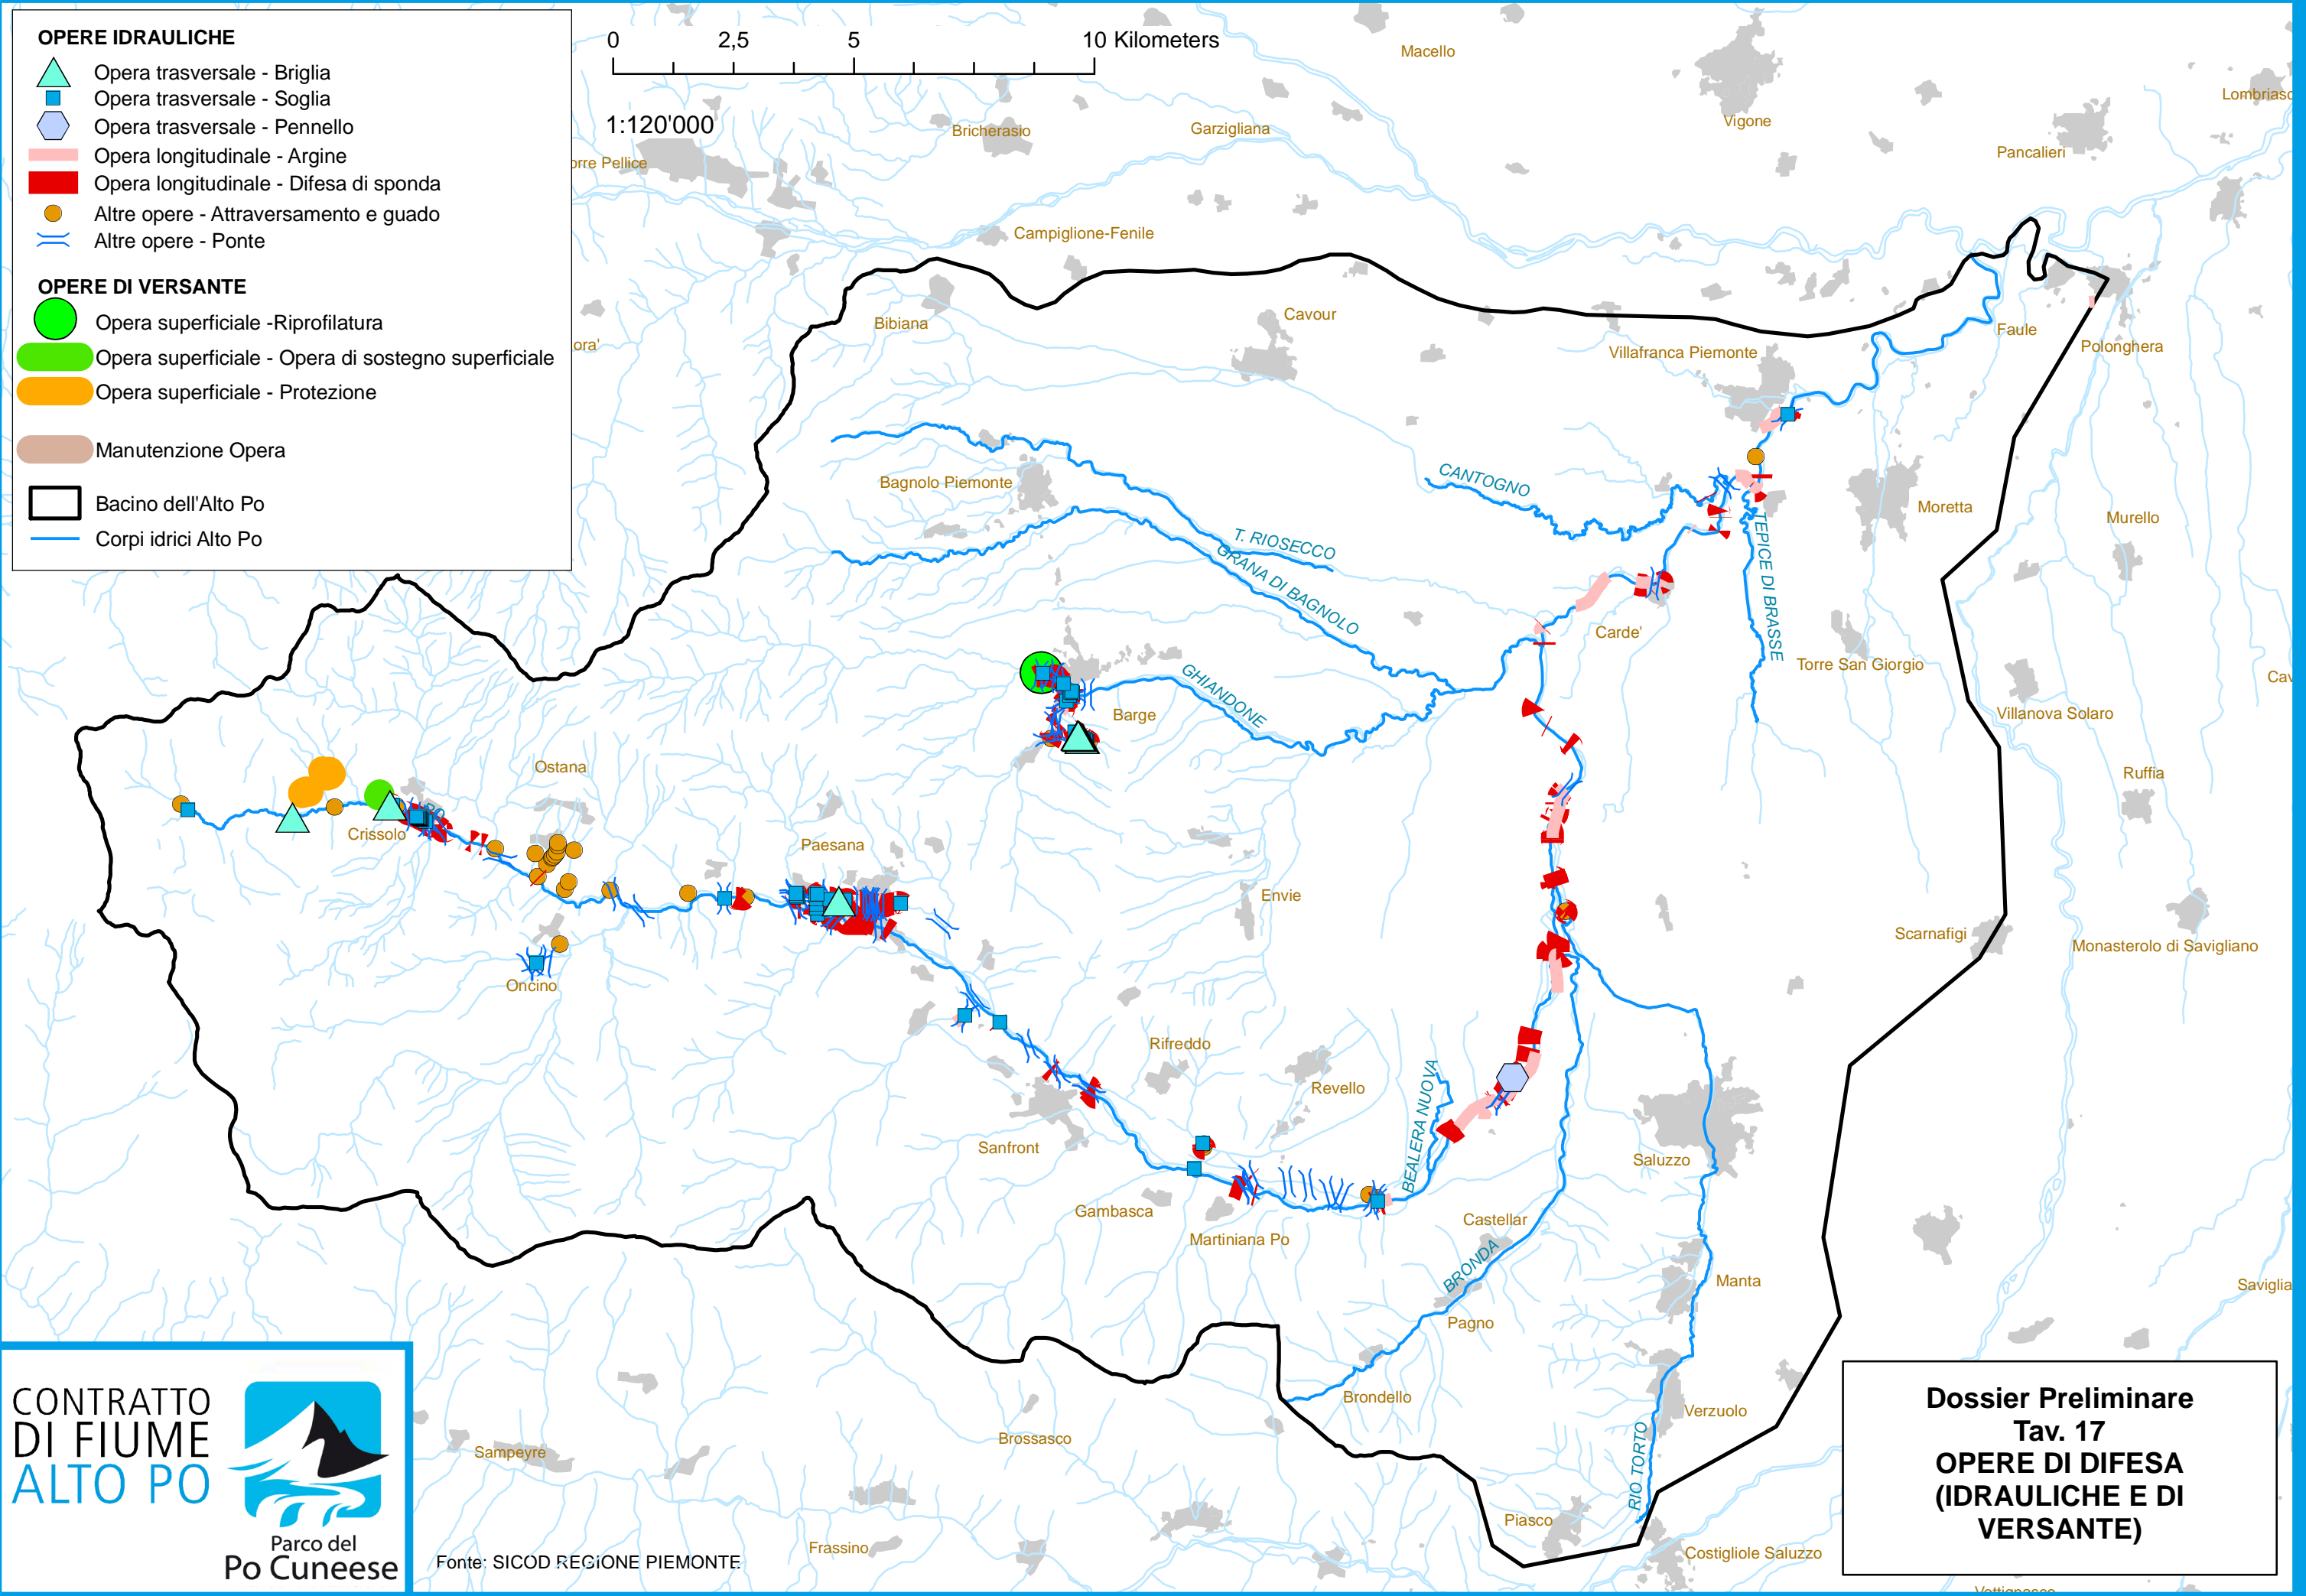 OPERE IDRAULICHE
Opera trasversale - Briglia
Opera trasversale - Soglia
Opera trasversale - Pennello
Opera longitudinale - Argine
Opera longitudinale - Difesa di sponda
Altre opere - Attraversamento e guado
Altre opere - Ponte
OPERE DI VERSANTE
Opera superficiale -Riprofilatura
Opera superficiale - Opera di sostegno superficiale
Opera superficiale - Protezione
Manutenzione Opera
Bacino dell'Alto Po
Corpi idrici Alto Po
0 2,5 5 10 Kilometers
1:120'000
Macello
Vigone
Lombriasc
Bricherasio
Garzigliana
Pancalieri
orre Pellice
Campiglione-Fenile
Bibiana
Cavour
Villafranca Piemonte
Faule
Polonghera
ora'
Bagnolo Piemonte
CANTOGNO
Moretta
Murello
T. RIOSECCO
GRANA DI BAGNOLO
TEPICE DI BRASSE
Carde'
Torre San Giorgio
Cav
GHIANDONE
Barge
Villanova Solaro
Ostana
Ruffia
PO
Crissolo
Paesana
Envie
Scarnafigi
Monasterolo di Savigliano
Oncino
Rifreddo
Revello
BEALERA NUOVA
Sanfront
Saluzzo
Gambasca
Castellar
Martiniana Po
BRONDA
Manta
Saviglia
Pagno
Brondello
Verzuolo
Brossasco
Sampeyre
RIO TORTO
Piasco
Frassino
Costigliole Saluzzo
Vottignasco
CONTRATTO
DI FIUME
ALTO PO
Parco del
Po Cuneese
Fonte: SICOD REGIONE PIEMONTE
Dossier Preliminare
Tav. 17
OPERE DI DIFESA
(IDRAULICHE E DI
VERSANTE)